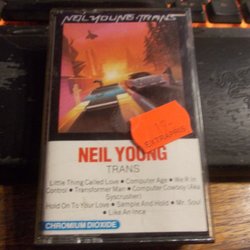 NEIL YOUNG TRANS
EXTRAPRIS
NEIL YOUNG
TRANS
Little Thing Called Love • Computer Age • We R In
Control • Transformer Man • Computer Cowboy (Aka
Syscrusher)
Hold On To Your Love • Sample And Hold • Mr. Soul
• Like An Inca
CHROMIUM DIOXIDE